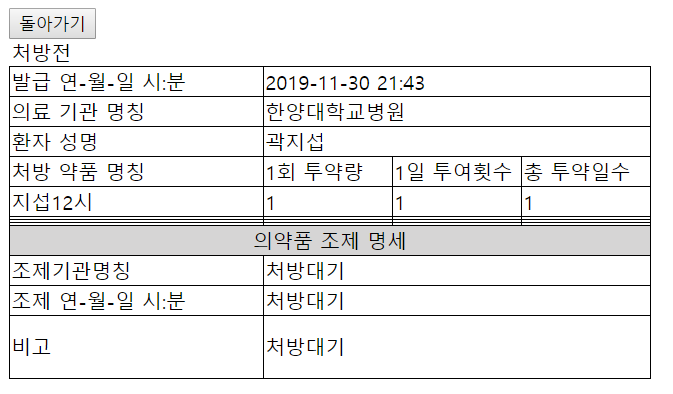 돌아가기
처방전
발급 연-월-일 시:분 2019-11-30 21:43
의료 기관 명칭 한양대학교병원
환자 성명 곽지섭
처방 약품 명칭 1회 투약량 1일 투여횟수 총 투약일수
지섭12시 1 1 1
의약품 조제 명세
조제기관명칭 처방대기
조제 연-월-일 시:분 처방대기
비고 처방대기